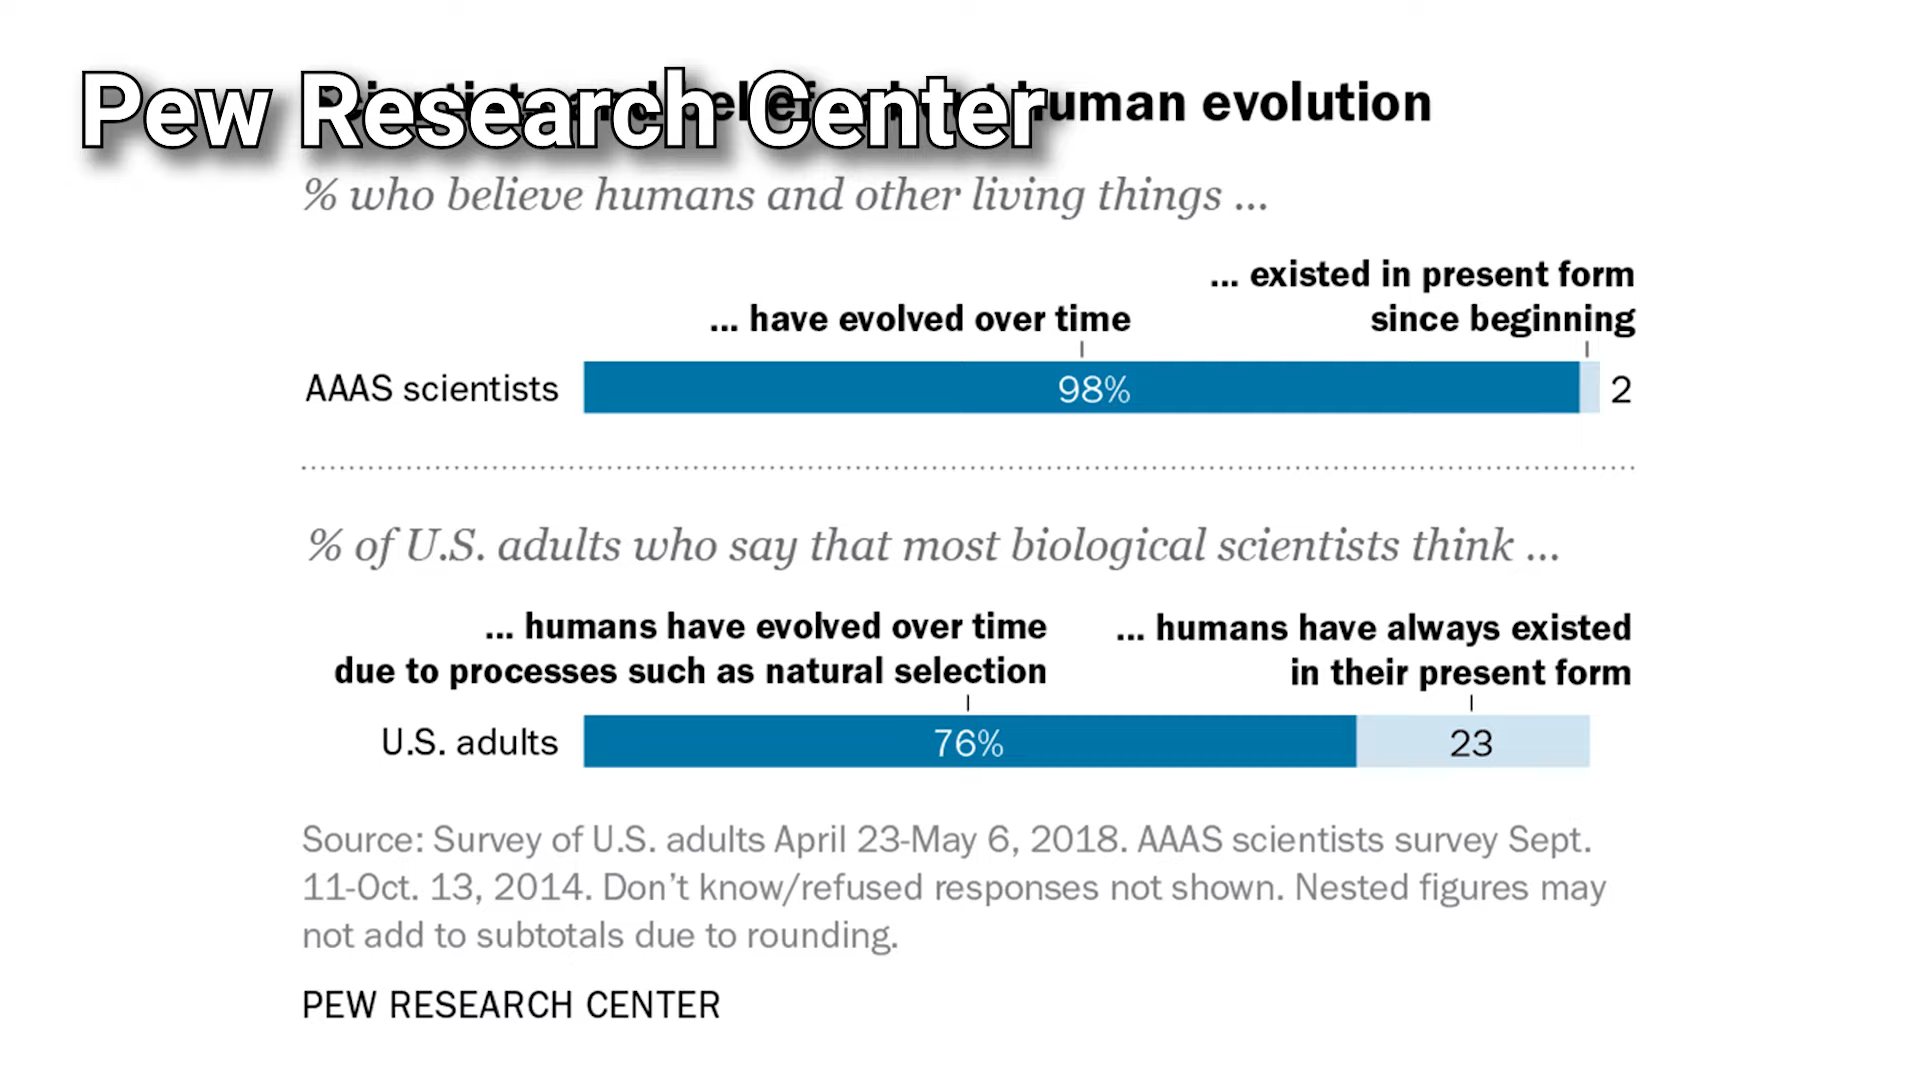 Pew Research Center
human evolution
% who believe humans and other living things ...
... existed in present form
since beginning
... have evolved over time
AAAS scientists 98% 2
% of U.S. adults who say that most biological scientists think ...
... humans have evolved over time
due to processes such as natural selection
... humans have always existed
in their present form
U.S. adults 76% 23
Source: Survey of U.S. adults April 23-May 6, 2018. AAAS scientists survey Sept.
11-Oct. 13, 2014. Don’t know/refused responses not shown. Nested figures may
not add to subtotals due to rounding.
PEW RESEARCH CENTER